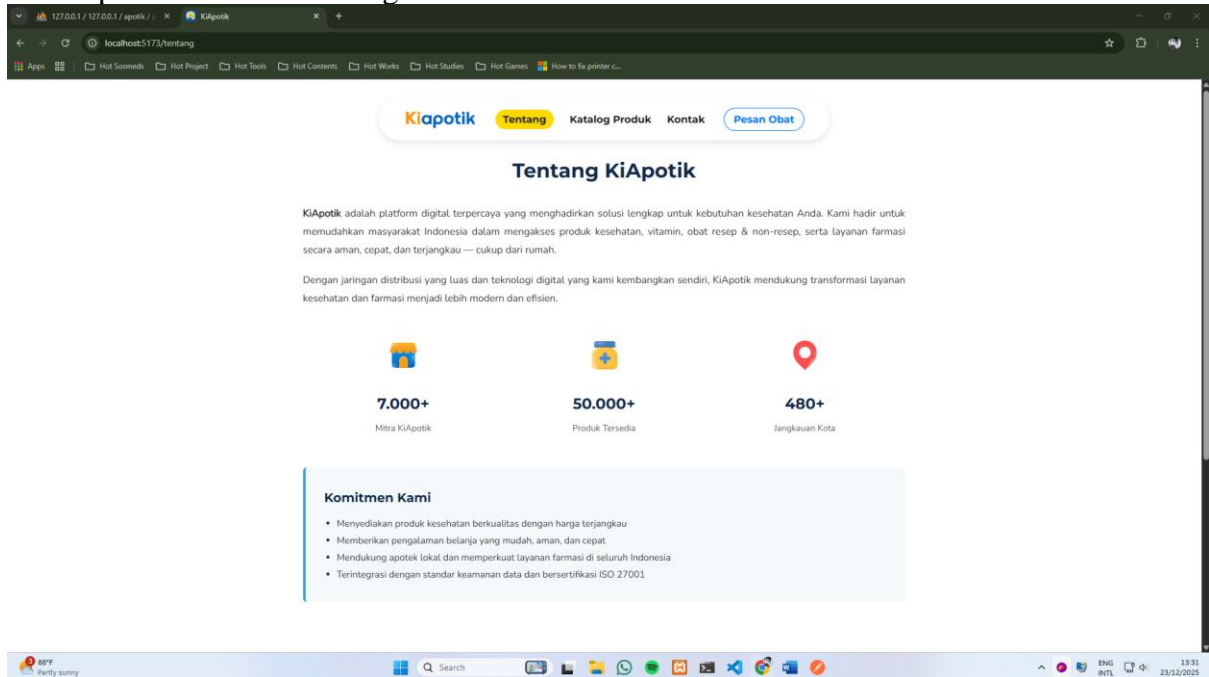 127.0.0.1 / 127.0.0.1 / apotik / p
KiApotik
localhost:5173/tentang
Apps
Hot Sosmeds
Hot Project
Hot Tools
Hot Contents
Hot Works
Hot Studies
Hot Games
How to fix printer c...
Kiapotik
Tentang
Katalog Produk
Kontak
Pesan Obat
Tentang KiApotik
KiApotik adalah platform digital terpercaya yang menghadirkan solusi lengkap untuk kebutuhan kesehatan Anda. Kami hadir untuk
memudahkan masyarakat Indonesia dalam mengakses produk kesehatan, vitamin, obat resep & non-resep, serta layanan farmasi
secara aman, cepat, dan terjangkau — cukup dari rumah.
Dengan jaringan distribusi yang luas dan teknologi digital yang kami kembangkan sendiri, KiApotik mendukung transformasi layanan
kesehatan dan farmasi menjadi lebih modern dan efisien.
7.000+
Mitra KiApotik
50.000+
Produk Tersedia
480+
Jangkauan Kota
Komitmen Kami
• Menyediakan produk kesehatan berkualitas dengan harga terjangkau
• Memberikan pengalaman belanja yang mudah, aman, dan cepat
• Mendukung apotek lokal dan memperkuat layanan farmasi di seluruh Indonesia
• Terintegrasi dengan standar keamanan data dan bersertifikasi ISO 27001
3
88°F
Partly sunny
Search
ENG
INTL
13:31
23/12/2025